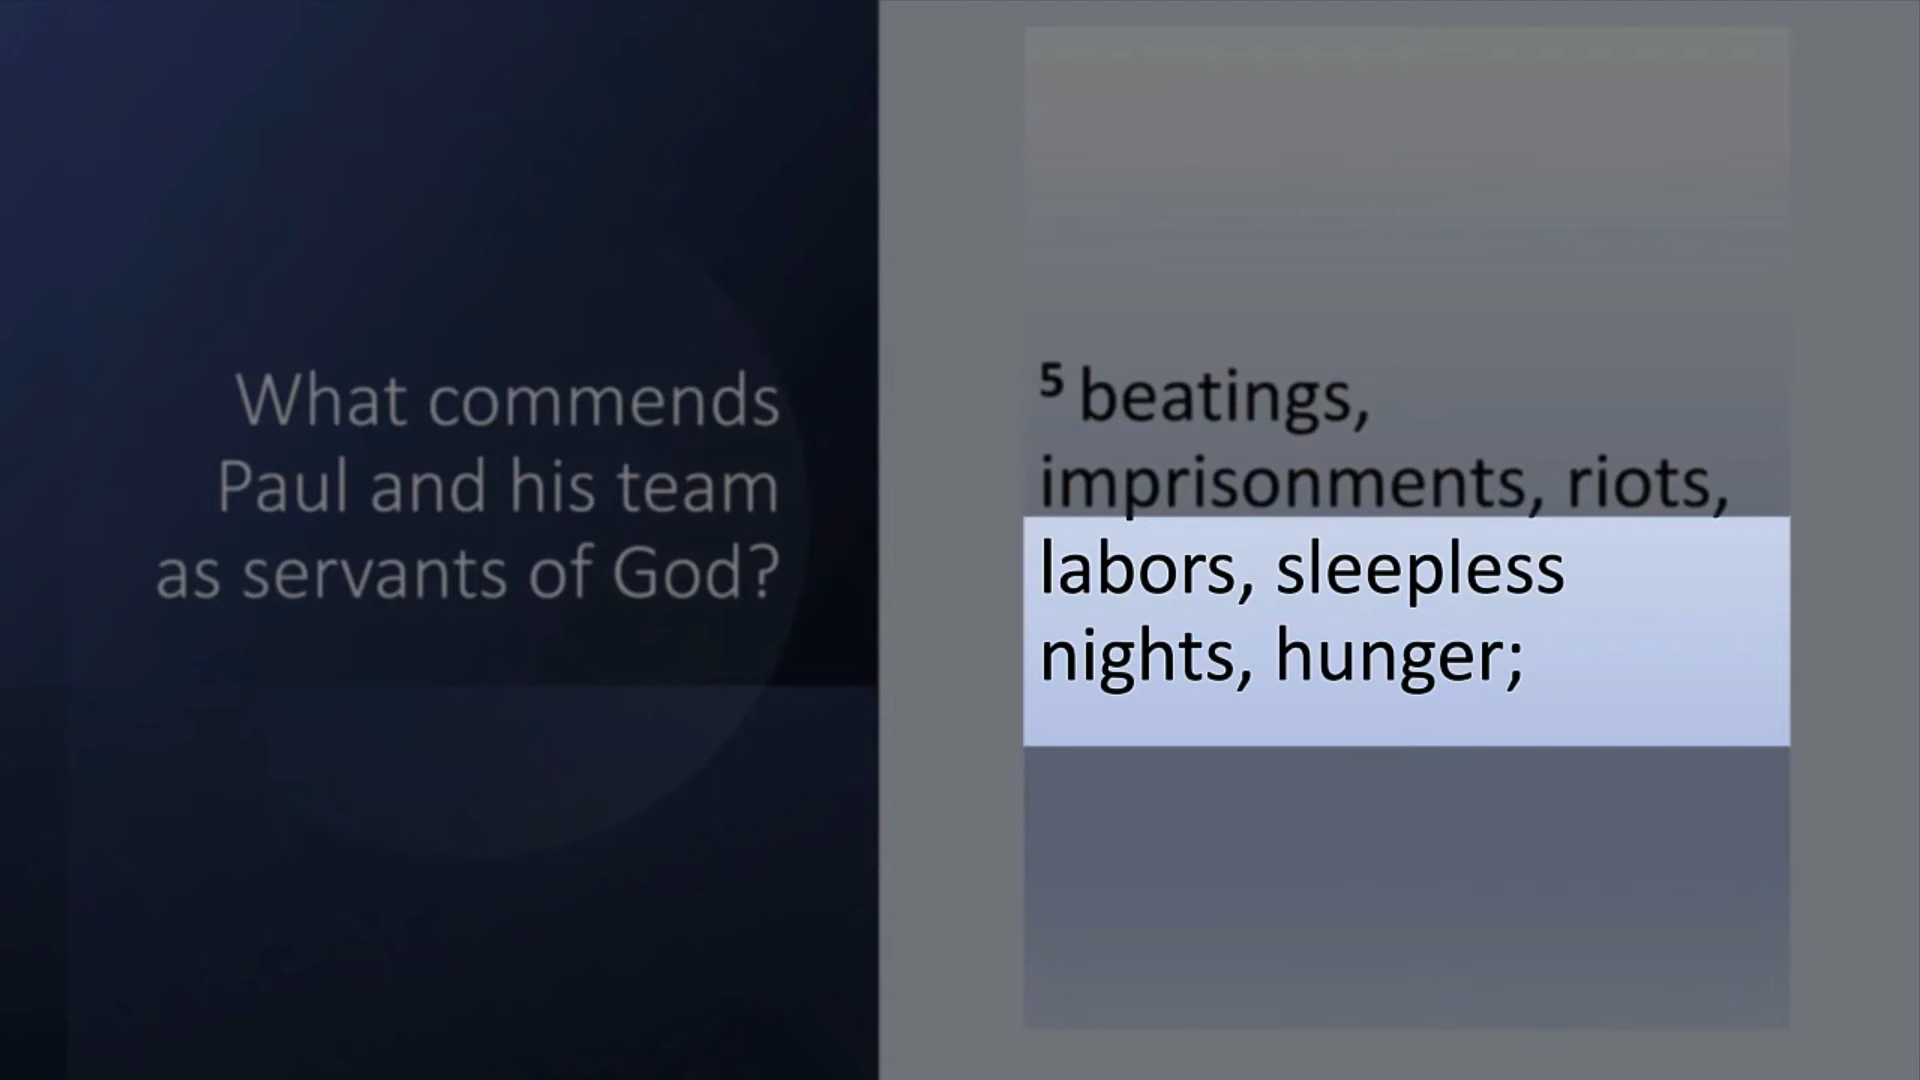 What commends
Paul and his team
as servants of God?
5 beatings,
imprisonments, riots,
labors, sleepless
nights, hunger;